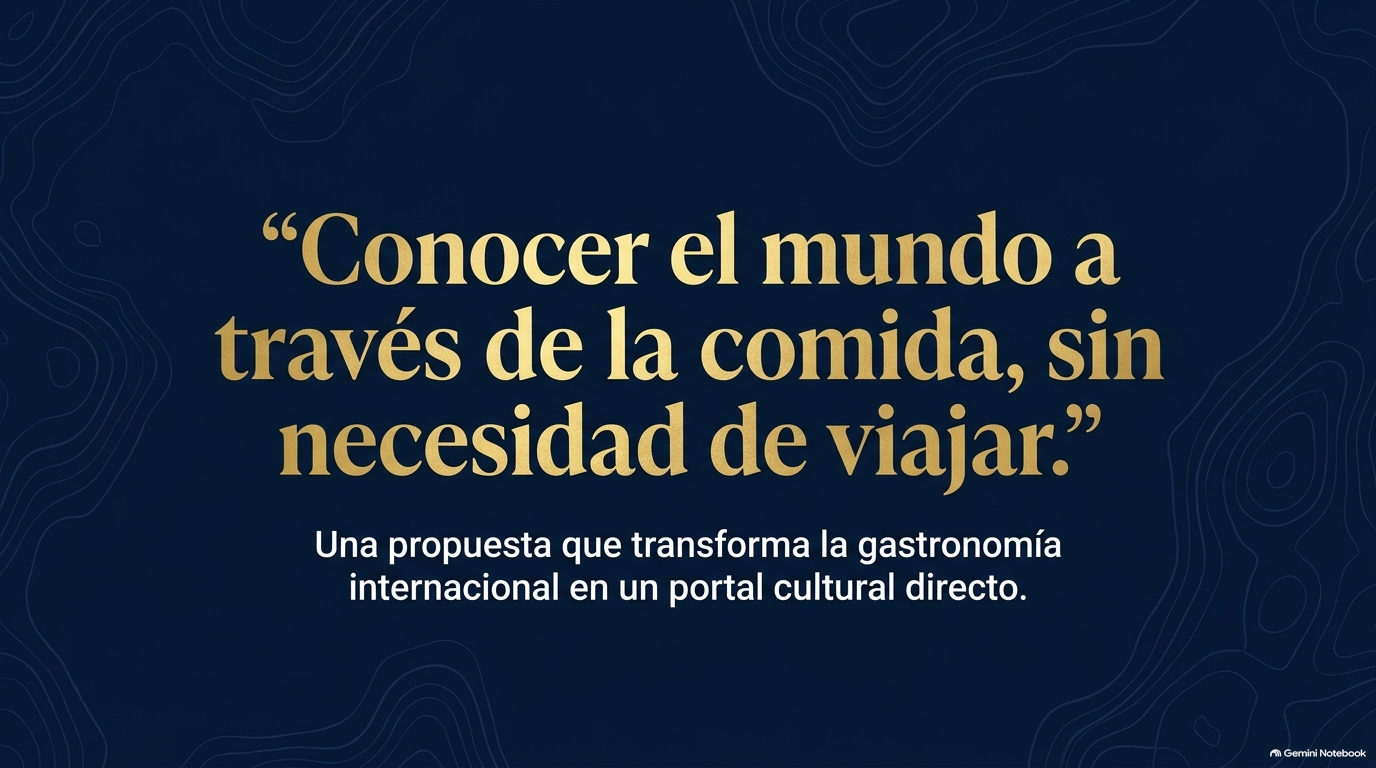 “Conocer el mundo a
través de la comida, sin
necesidad de viajar.”
Una propuesta que transforma la gastronomía
internacional en un portal cultural directo.
Gemini Notebook